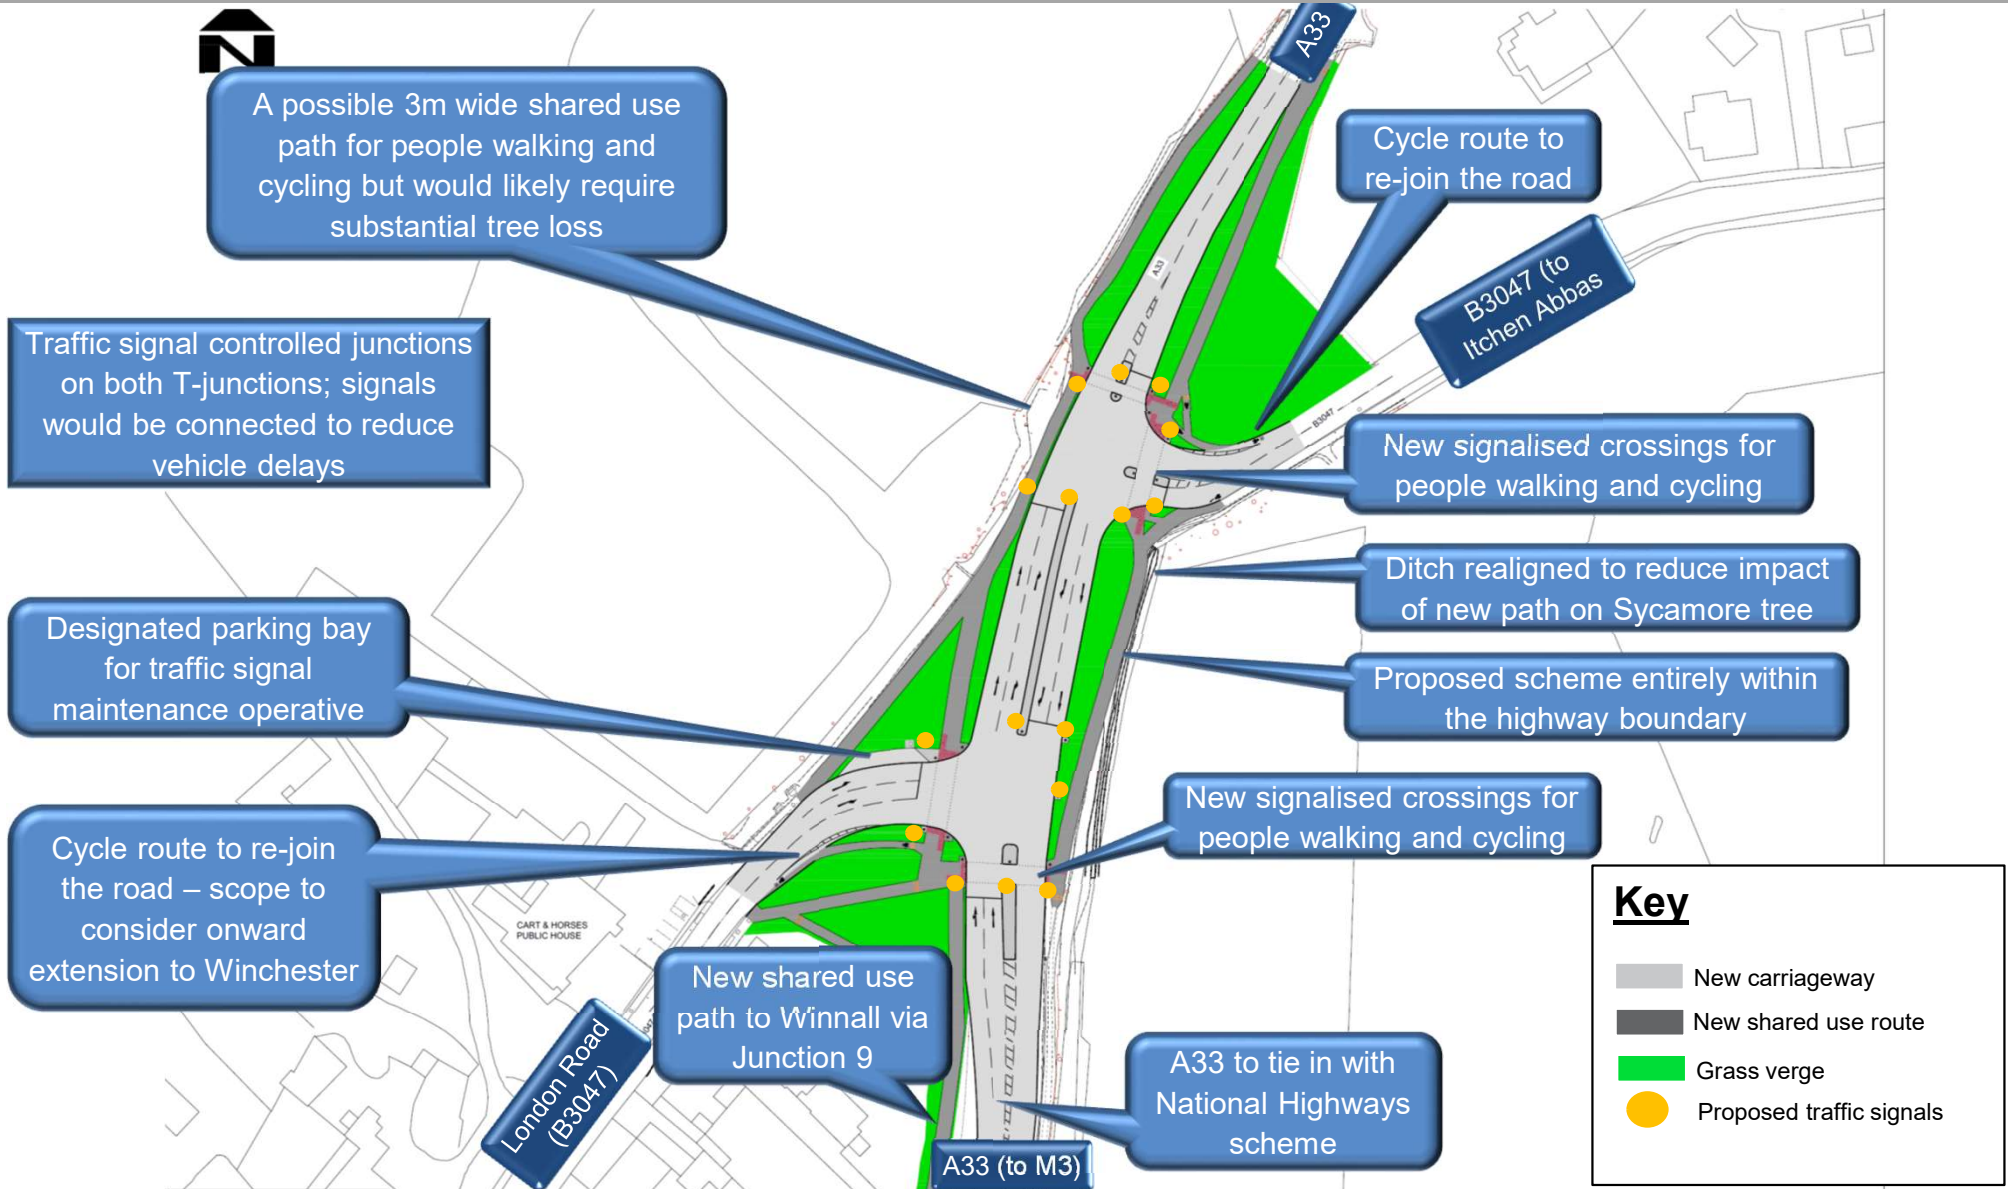 N
A33
A possible 3m wide shared use
path for people walking and
cycling but would likely require
substantial tree loss
Cycle route to
re-join the road
B3047 (to
Itchen Abbas
A33
Traffic signal controlled junctions
on both T-junctions; signals
would be connected to reduce
vehicle delays
B3047
New signalised crossings for
people walking and cycling
Ditch realigned to reduce impact
of new path on Sycamore tree
Designated parking bay
for traffic signal
maintenance operative
Proposed scheme entirely within
the highway boundary
New signalised crossings for
people walking and cycling
Cycle route to re-join
the road – scope to
consider onward
extension to Winchester
CART & HORSES
PUBLIC HOUSE
New shared use
path to Winnall via
Junction 9
London Road
(B3047)
A33 to tie in with
National Highways
scheme
A33 (to M3)
Key
New carriageway
New shared use route
Grass verge
Proposed traffic signals